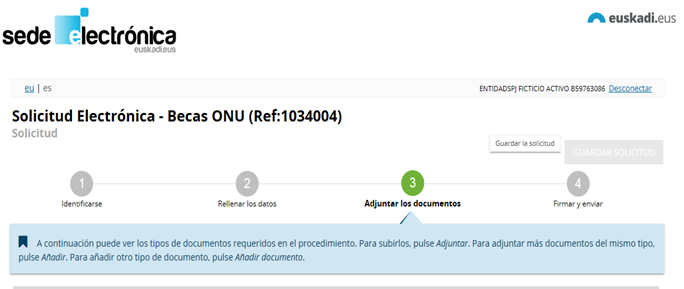 sede electrónica
euskadi.eus
euskadi.eus
eu | es
ENTIDADSPJ FICTICIO ACTIVO B59763086 Desconectar
Solicitud Electrónica - Becas ONU (Ref:1034004)
Solicitud
Guardar la solicitud
GUARDAR SOLICITUD
1
2
3
4
Identificarse
Rellenar los datos
Adjuntar los documentos
Firmar y enviar
A continuación puede ver los tipos de documentos requeridos en el procedimiento. Para subirlos, pulse Adjuntar. Para adjuntar más documentos del mismo tipo,
pulse Añadir. Para añadir otro tipo de documento, pulse Añadir documento.